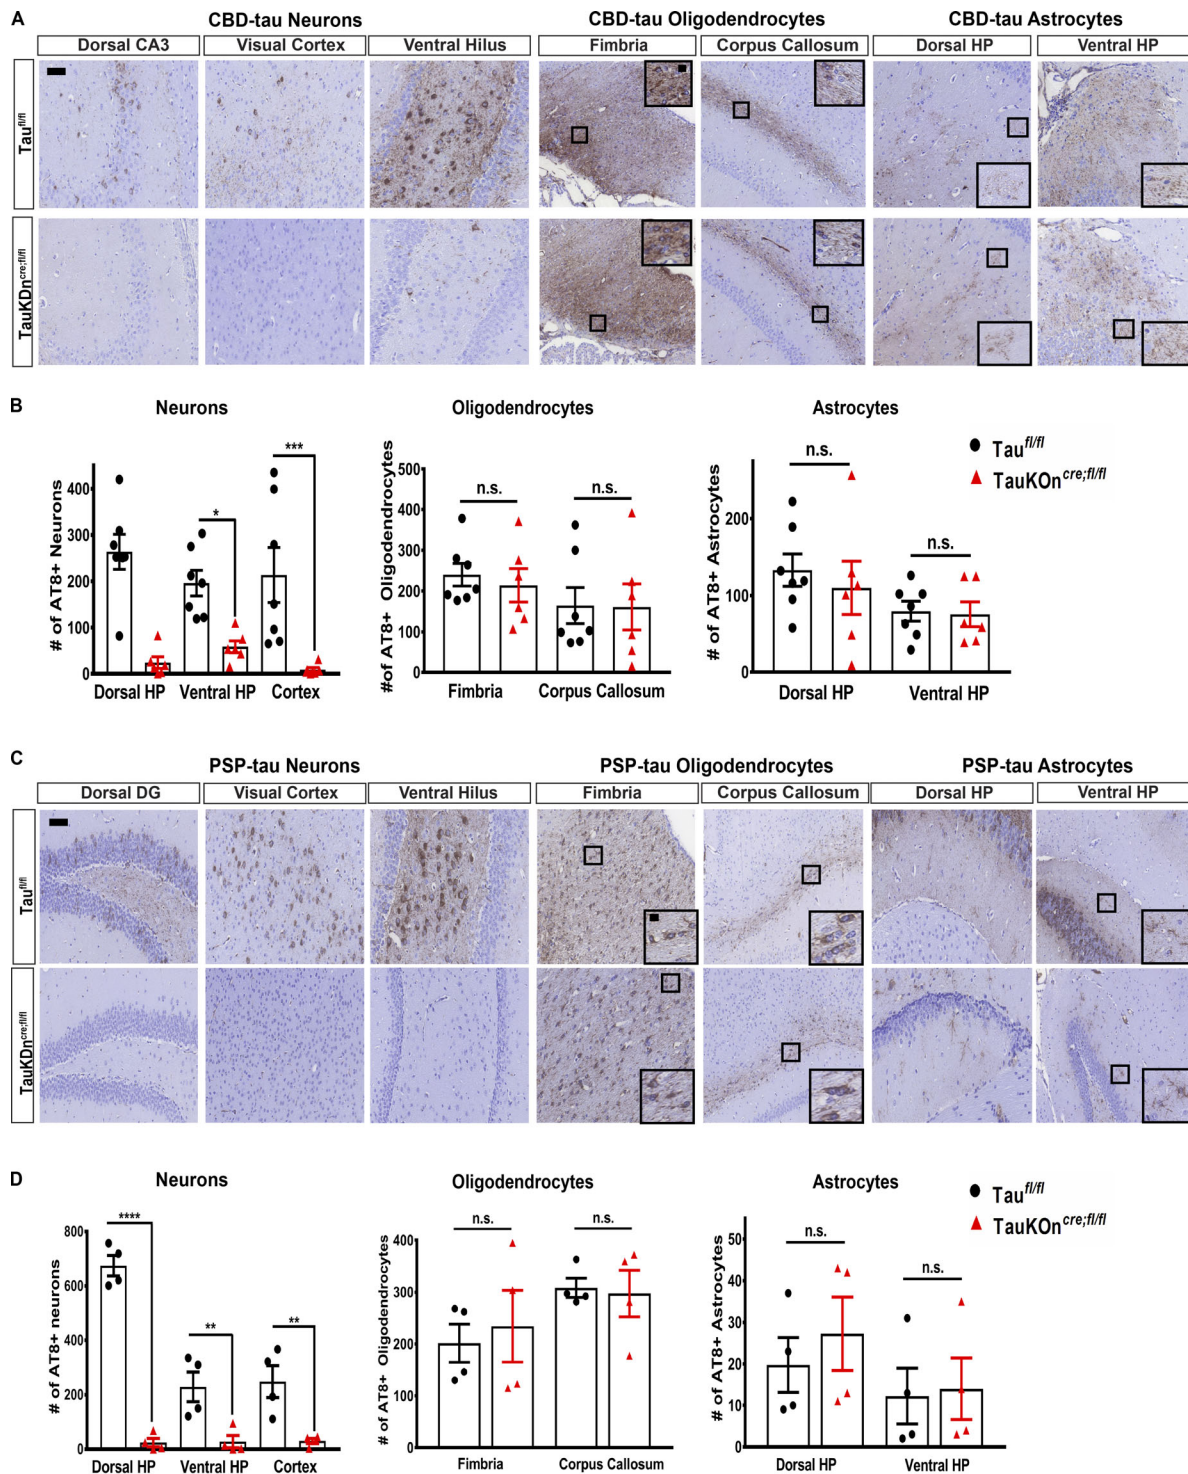 A
CBD-tau Neurons
CBD-tau Oligodendrocytes
CBD-tau Astrocytes
Dorsal CA3
Visual Cortex
Ventral Hilus
Fimbria
Corpus Callosum
Dorsal HP
Ventral HP
Tau^fl/fl
TauKDn^cre;fl/fl
B
Neurons
# of AT8+ Neurons
400
300
200
100
0
*
***
Dorsal HP
Ventral HP
Cortex
Oligodendrocytes
#of AT8+ Oligodendrocytes
500
400
300
200
100
0
n.s.
n.s.
Fimbria
Corpus Callosum
Astrocytes
# of AT8+ Astrocytes
200
100
0
n.s.
n.s.
Dorsal HP
Ventral HP
Tau^fl/fl
TauKOn^cre;fl/fl
C
PSP-tau Neurons
PSP-tau Oligodendrocytes
PSP-tau Astrocytes
Dorsal DG
Visual Cortex
Ventral Hilus
Fimbria
Corpus Callosum
Dorsal HP
Ventral HP
Tau^fl/fl
TauKDn^cre;fl/fl
D
Neurons
# of AT8+ neurons
800
600
400
200
0
****
**
**
Dorsal HP
Ventral HP
Cortex
Oligodendrocytes
# of AT8+ Oligodendrocytes
400
300
200
100
0
n.s.
n.s.
Fimbria
Corpus Callosum
Astrocytes
# of AT8+ Astrocytes
50
40
30
20
10
0
n.s.
n.s.
Dorsal HP
Ventral HP
Tau^fl/fl
TauKOn^cre;fl/fl